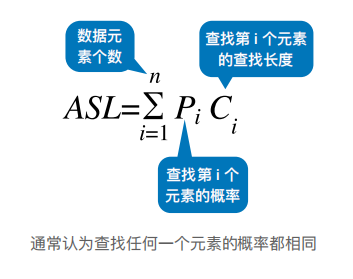 数据元
素个数
查找第 i 个元素
的查找长度
n
ASL=∑ Pi Ci
i=1
查找第 i 个
元素的概率
通常认为查找任何一个元素的概率都相同